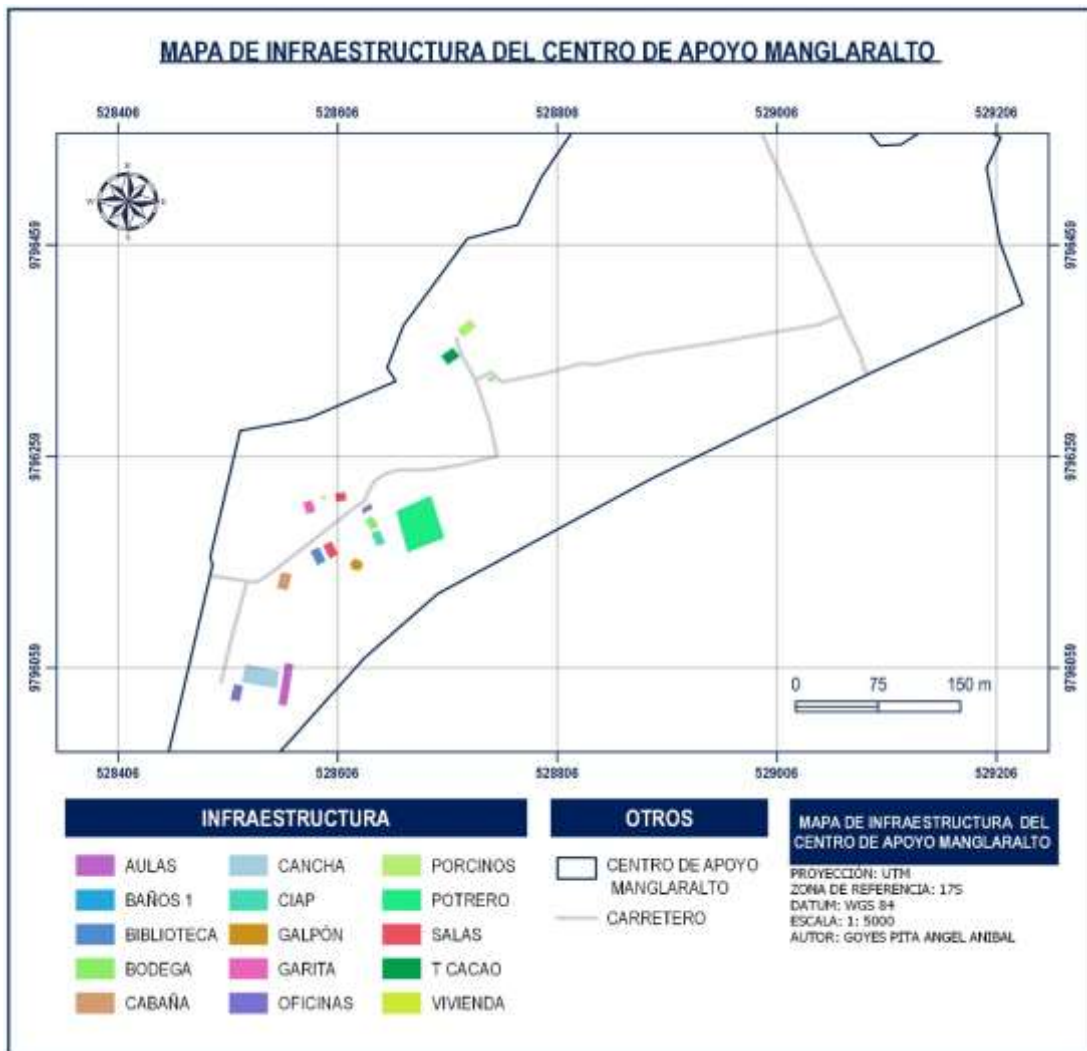 MAPA DE INFRAESTRUCTURA DEL CENTRO DE APOYO MANGLARALTO
528406 528606 528806 529006 529206
N
W E
S
9796459 9796459
9796259 9796259
9796059 9796059
0 75 150 m
528406 528606 528806 529006 529206
INFRAESTRUCTURA
AULAS
BAÑOS 1
BIBLIOTECA
BODEGA
CABAÑA
CANCHA
CIAP
GALPÓN
GARITA
OFICINAS
PORCINOS
POTRERO
SALAS
T CACAO
VIVIENDA
OTROS
CENTRO DE APOYO
MANGLARALTO
CARRETERO
MAPA DE INFRAESTRUCTURA DEL
CENTRO DE APOYO MANGLARALTO
PROYECCIÓN: UTM
ZONA DE REFERENCIA: 17S
DATUM: WGS 84
ESCALA: 1: 5000
AUTOR: GOYES PITA ANGEL ANIBAL